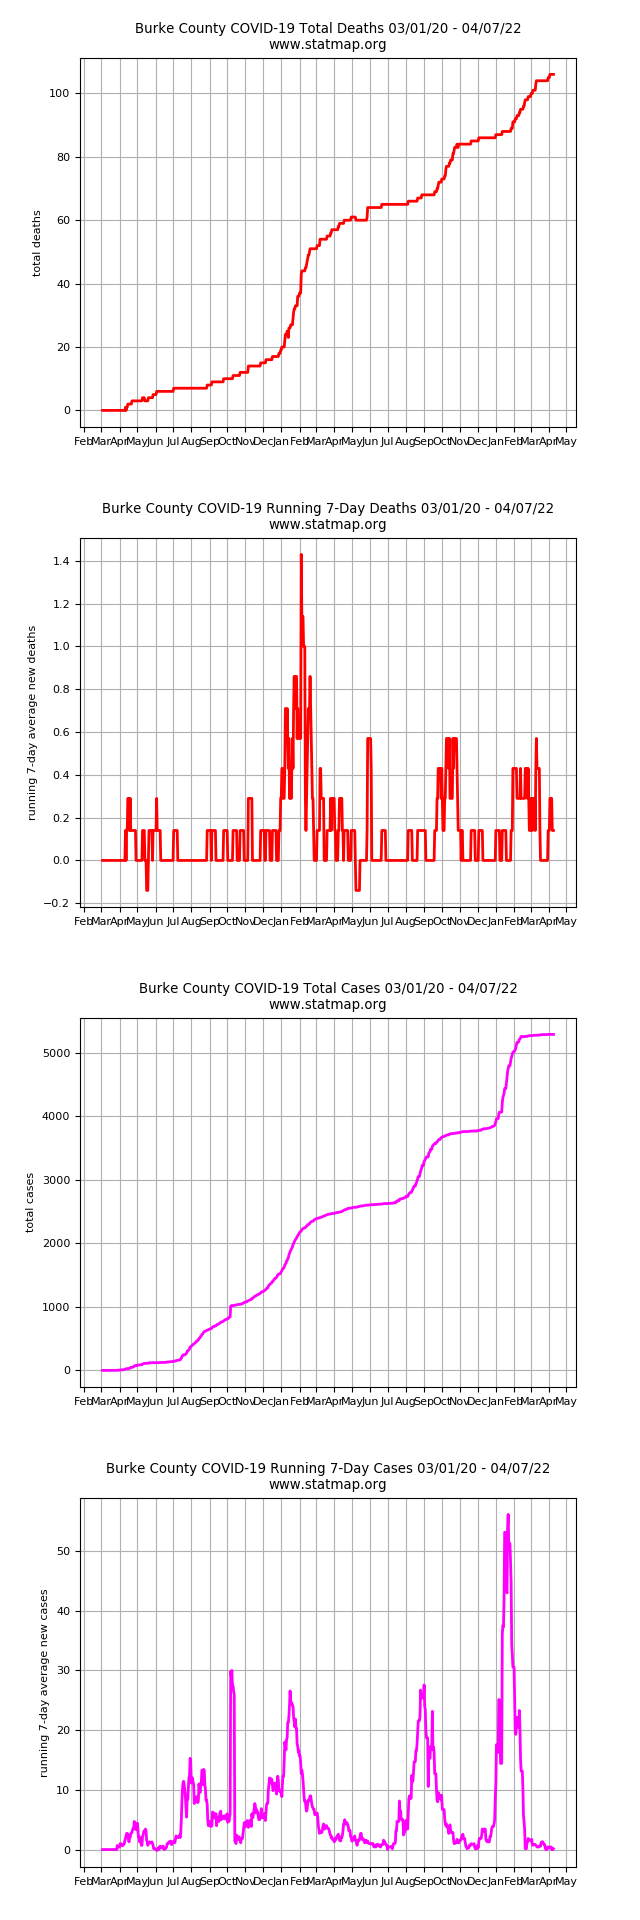 Burke County COVID-19 Total Deaths 03/01/20 - 04/07/22
www.statmap.org
total deaths
100
80
60
40
20
0
Feb Mar Apr May Jun Jul Aug Sep Oct Nov Dec Jan Feb Mar Apr May Jun Jul Aug Sep Oct Nov Dec Jan Feb Mar Apr May
Burke County COVID-19 Running 7-Day Deaths 03/01/20 - 04/07/22
www.statmap.org
running 7-day average new deaths
1.4
1.2
1.0
0.8
0.6
0.4
0.2
0.0
−0.2
Feb Mar Apr May Jun Jul Aug Sep Oct Nov Dec Jan Feb Mar Apr May Jun Jul Aug Sep Oct Nov Dec Jan Feb Mar Apr May
Burke County COVID-19 Total Cases 03/01/20 - 04/07/22
www.statmap.org
total cases
5000
4000
3000
2000
1000
0
Feb Mar Apr May Jun Jul Aug Sep Oct Nov Dec Jan Feb Mar Apr May Jun Jul Aug Sep Oct Nov Dec Jan Feb Mar Apr May
Burke County COVID-19 Running 7-Day Cases 03/01/20 - 04/07/22
www.statmap.org
running 7-day average new cases
50
40
30
20
10
0
Feb Mar Apr May Jun Jul Aug Sep Oct Nov Dec Jan Feb Mar Apr May Jun Jul Aug Sep Oct Nov Dec Jan Feb Mar Apr May